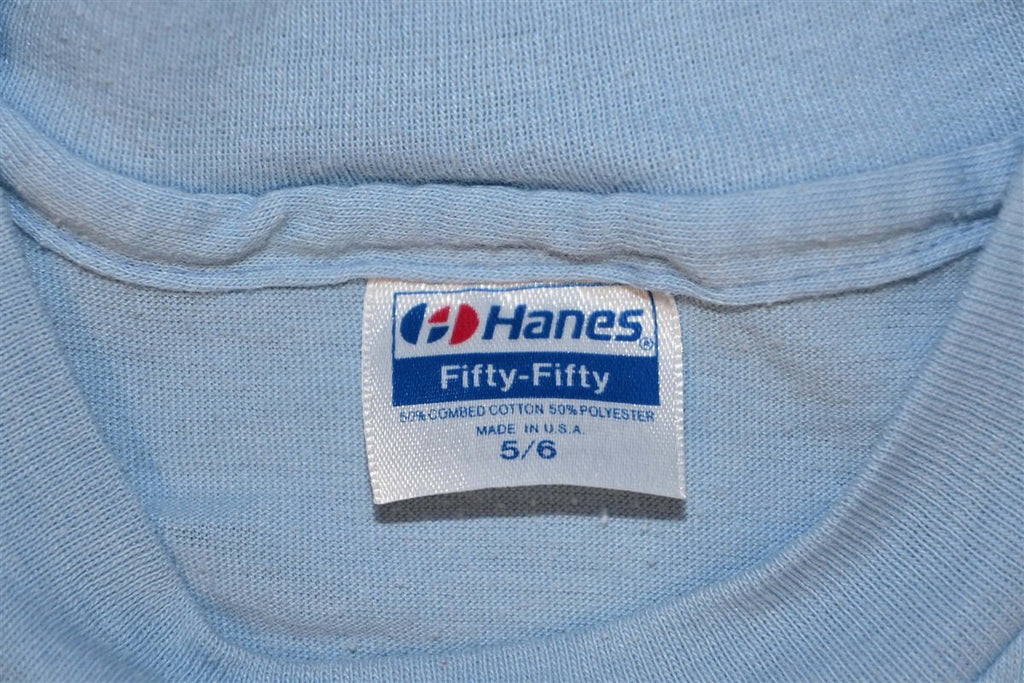 Hanes®
Fifty-Fifty
50% COMBED COTTON 50% POLYESTER
MADE IN U.S.A.
5/6